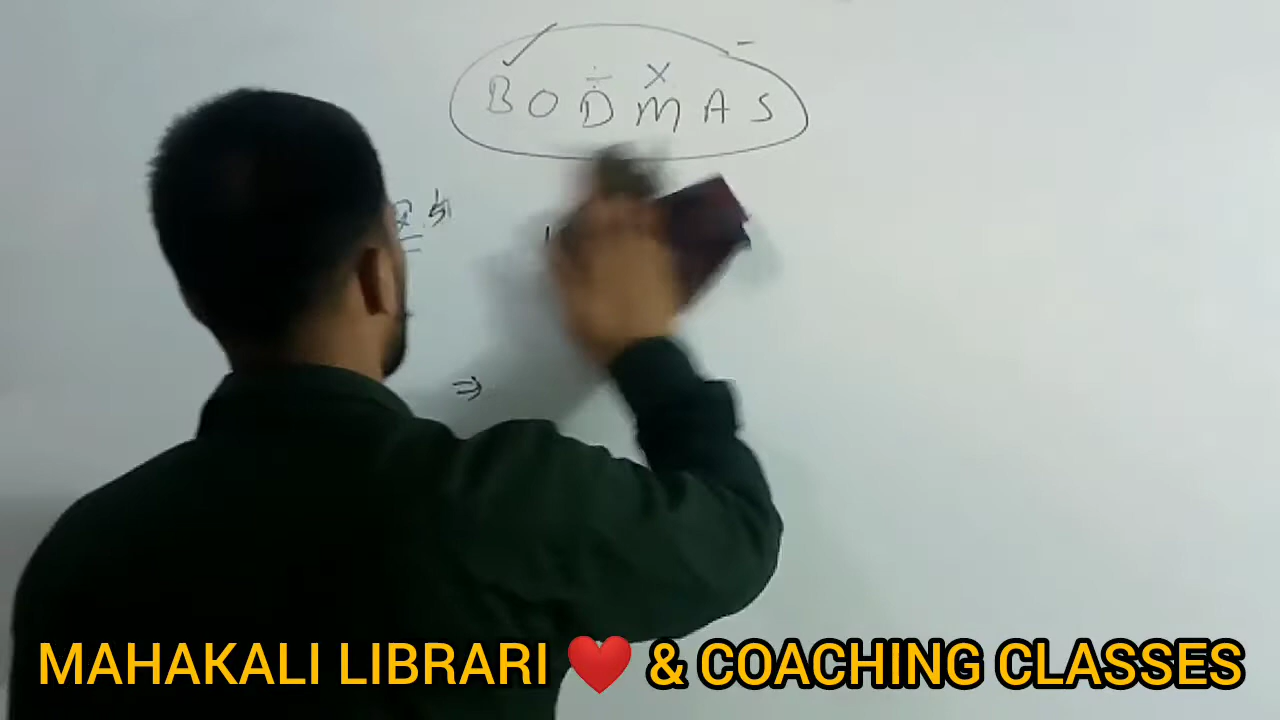 ÷ × -
BODMAS
⇒
MAHAKALI LIBRARI ❤️ & COACHING CLASSES